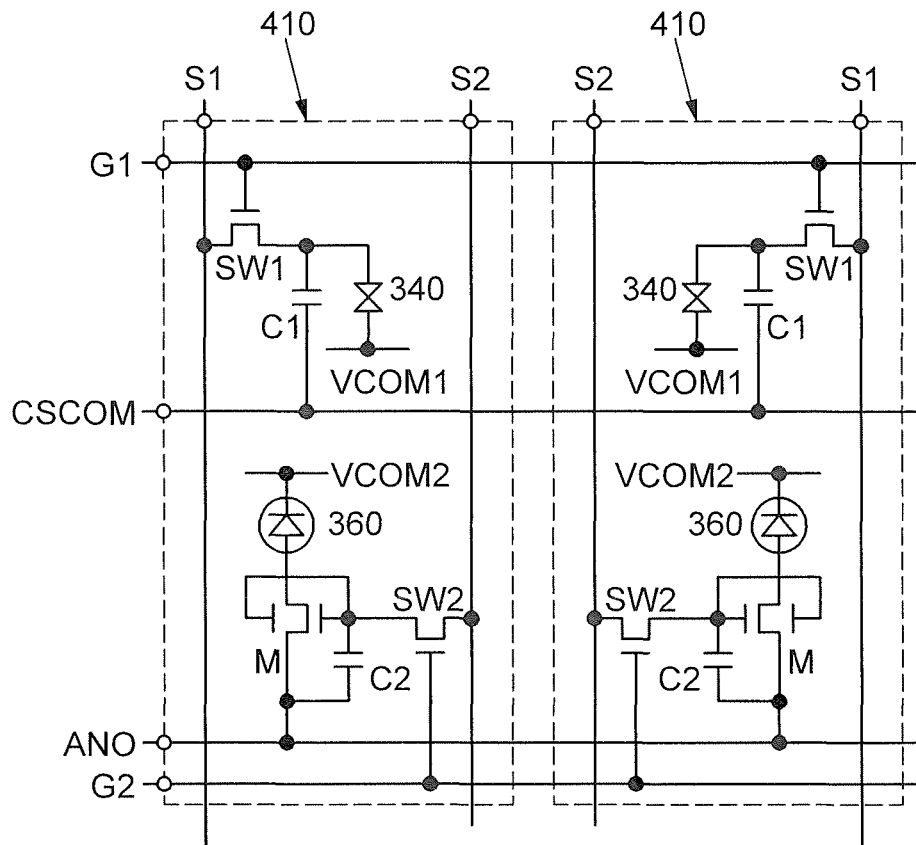 410 410
S1 S2 S2 S1
G1
SW1 SW1
340 340
C1 C1
VCOM1 VCOM1
CSCOM
VCOM2 VCOM2
360 360
SW2 SW2
M C2 C2 M
ANO
G2